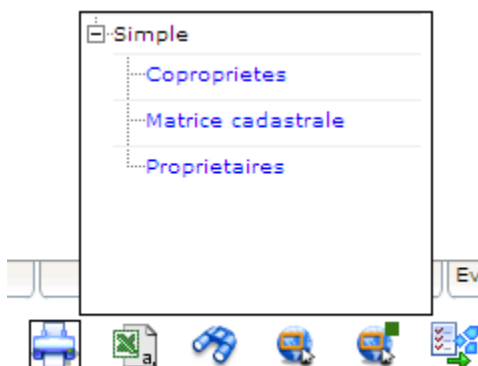 Simple
Coproprietes
Matrice cadastrale
Proprietaires
Ev
a,